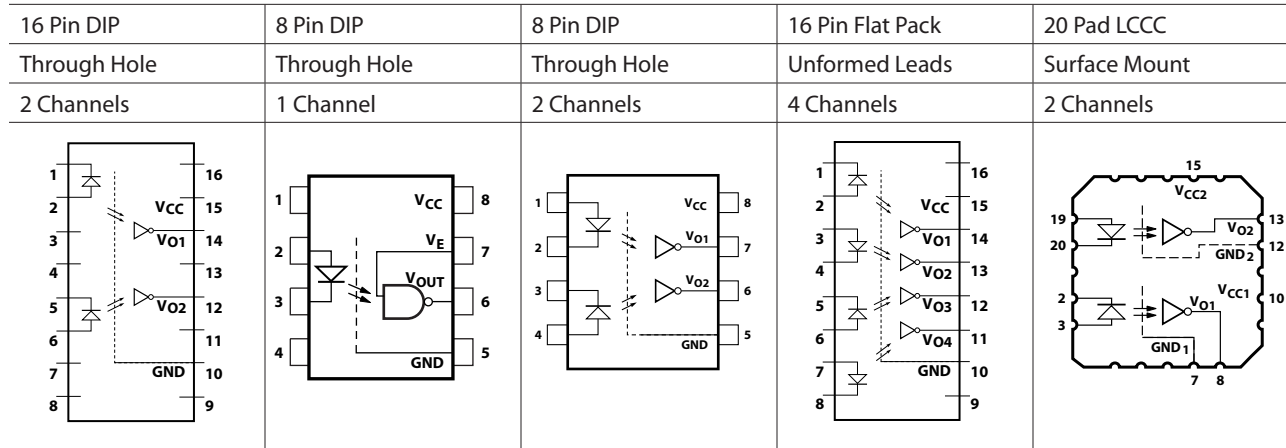 16 Pin DIP 8 Pin DIP 8 Pin DIP 16 Pin Flat Pack 20 Pad LCCC
Through Hole Through Hole Through Hole Unformed Leads Surface Mount
2 Channels 1 Channel 2 Channels 4 Channels 2 Channels
1 16
2 VCC 15
3 VO1 14
4 13
5 VO2 12
6 11
7 GND 10
8 9
1 VCC 8
2 VE 7
3 VOUT 6
4 GND 5
1 VCC 8
2 VO1 7
3 VO2 6
4 GND 5
1 16
2 VCC 15
3 VO1 14
4 VO2 13
5 VO3 12
6 VO4 11
7 GND 10
8 9
15
VCC2
19 VO2 13
20 GND2 12
2 VCC1 10
3 VO1
GND1
7 8